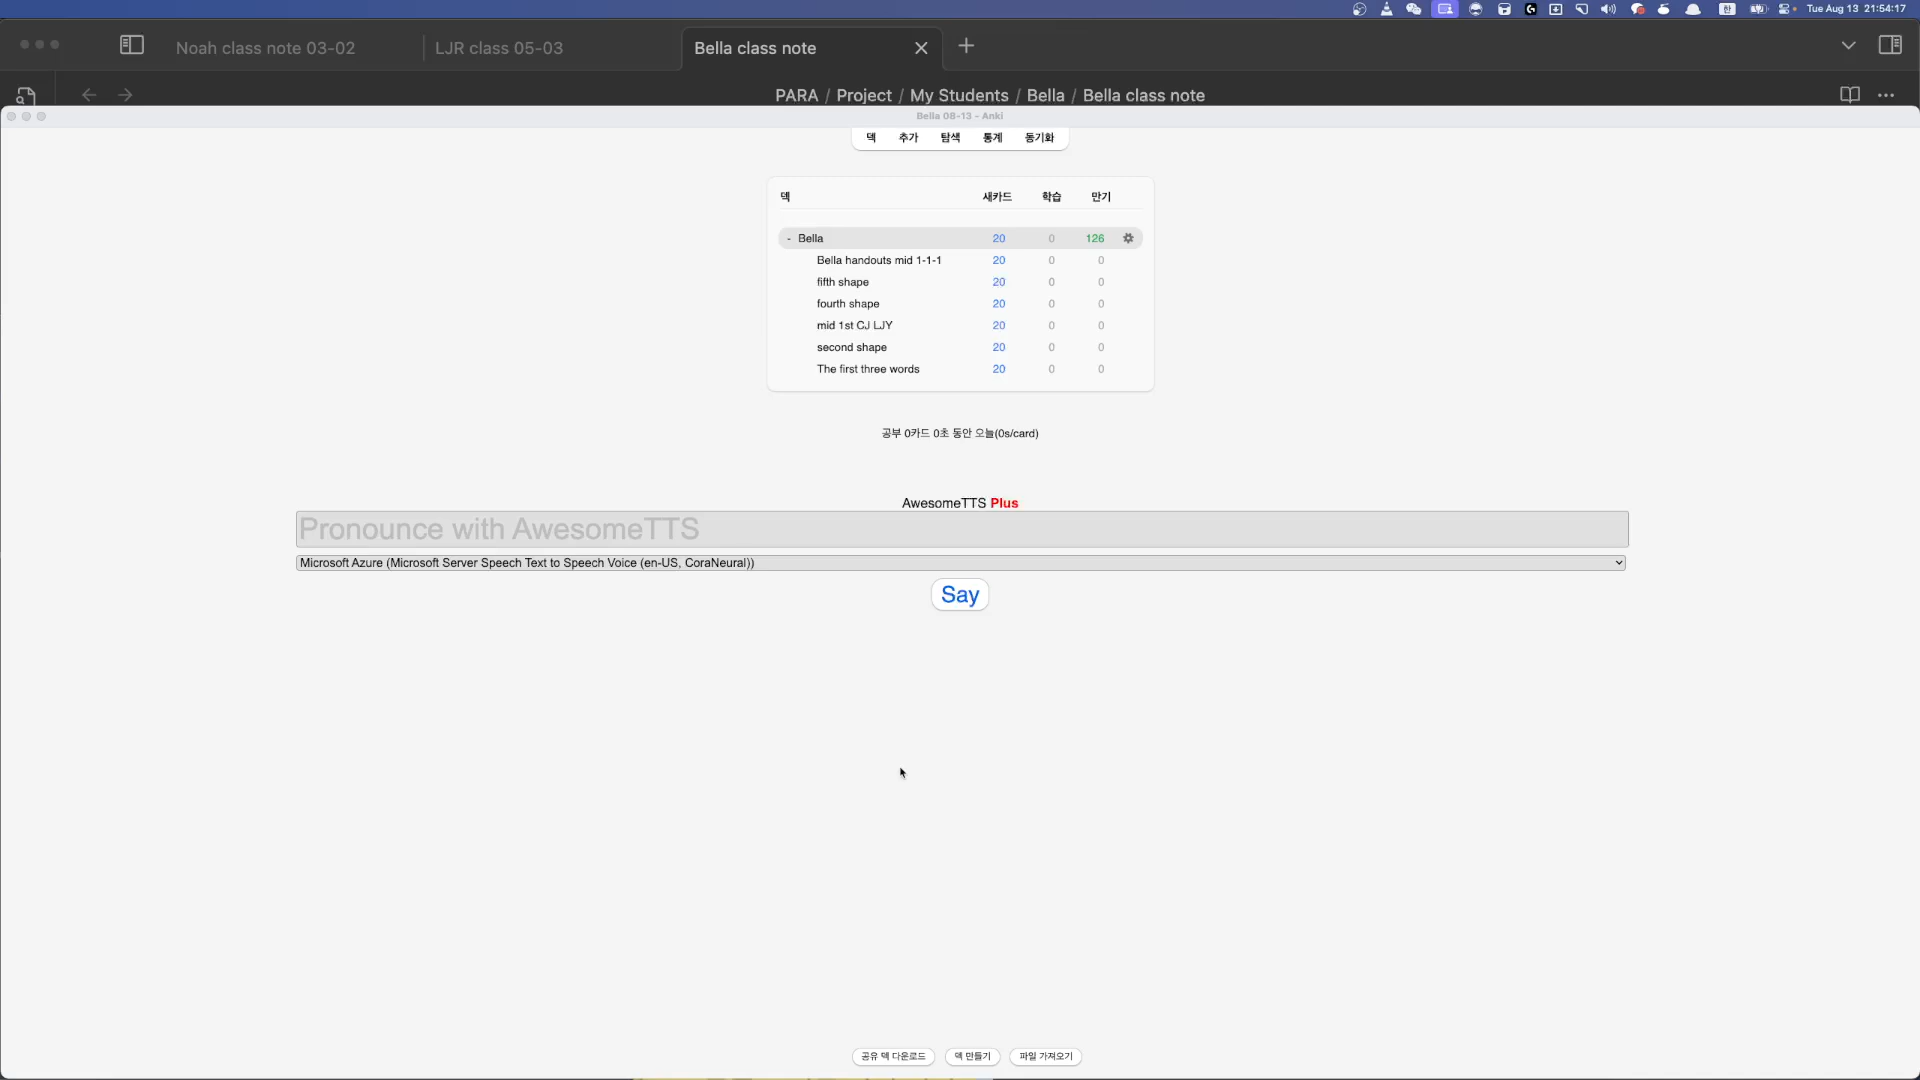 Tue Aug 13 21:54:17
Noah class note 03-02
LJR class 05-03
Bella class note
PARA / Project / My Students / Bella / Bella class note
Bella 08-13 - Anki
덱 추가 탐색 통계 동기화
덱 새카드 학습 만기
- Bella 20 0 126
Bella handouts mid 1-1-1 20 0 0
fifth shape 20 0 0
fourth shape 20 0 0
mid 1st CJ LJY 20 0 0
second shape 20 0 0
The first three words 20 0 0
공부 0카드 0초 동안 오늘(0s/card)
AwesomeTTS Plus
Pronounce with AwesomeTTS
Microsoft Azure (Microsoft Server Speech Text to Speech Voice (en-US, CoraNeural))
Say
공유 덱 다운로드 덱 만들기 파일 가져오기